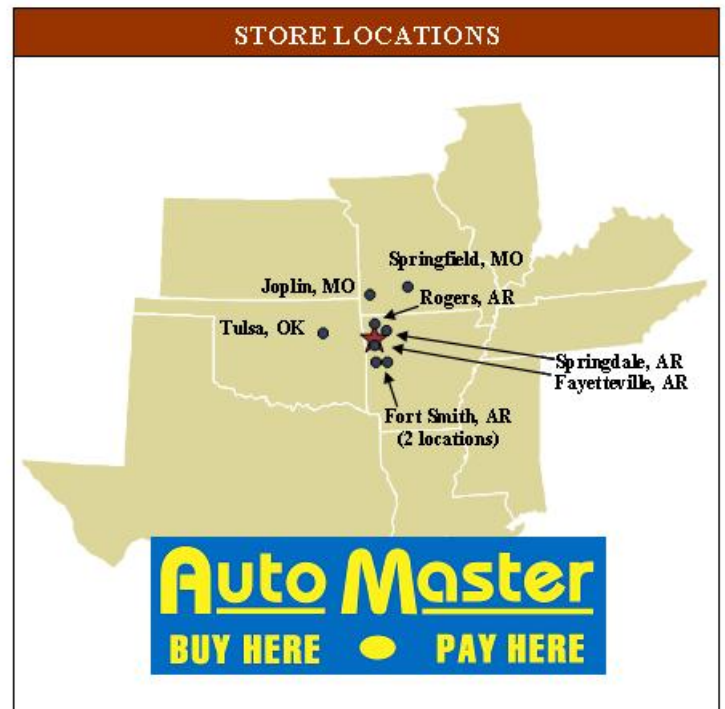 STORE LOCATIONS
Springfield, MO
Joplin, MO
Rogers, AR
Tulsa, OK
Springdale, AR
Fayetteville, AR
Fort Smith, AR
(2 locations)
Auto Master
BUY HERE PAY HERE